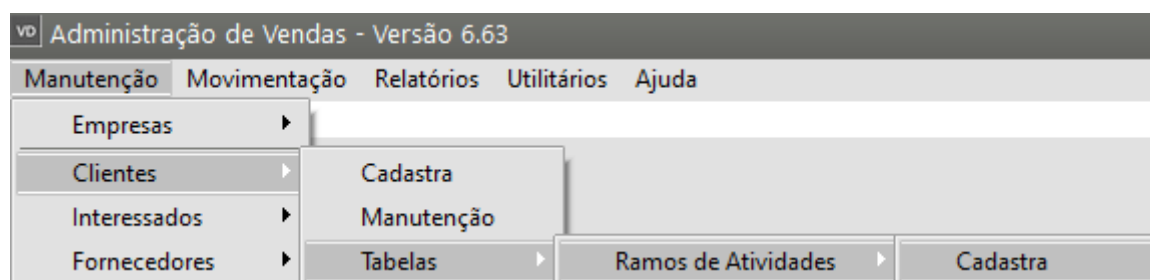 VD Administração de Vendas - Versão 6.63
Manutenção Movimentação Relatórios Utilitários Ajuda
Empresas
Clientes Cadastra
Interessados Manutenção
Fornecedores Tabelas Ramos de Atividades Cadastra